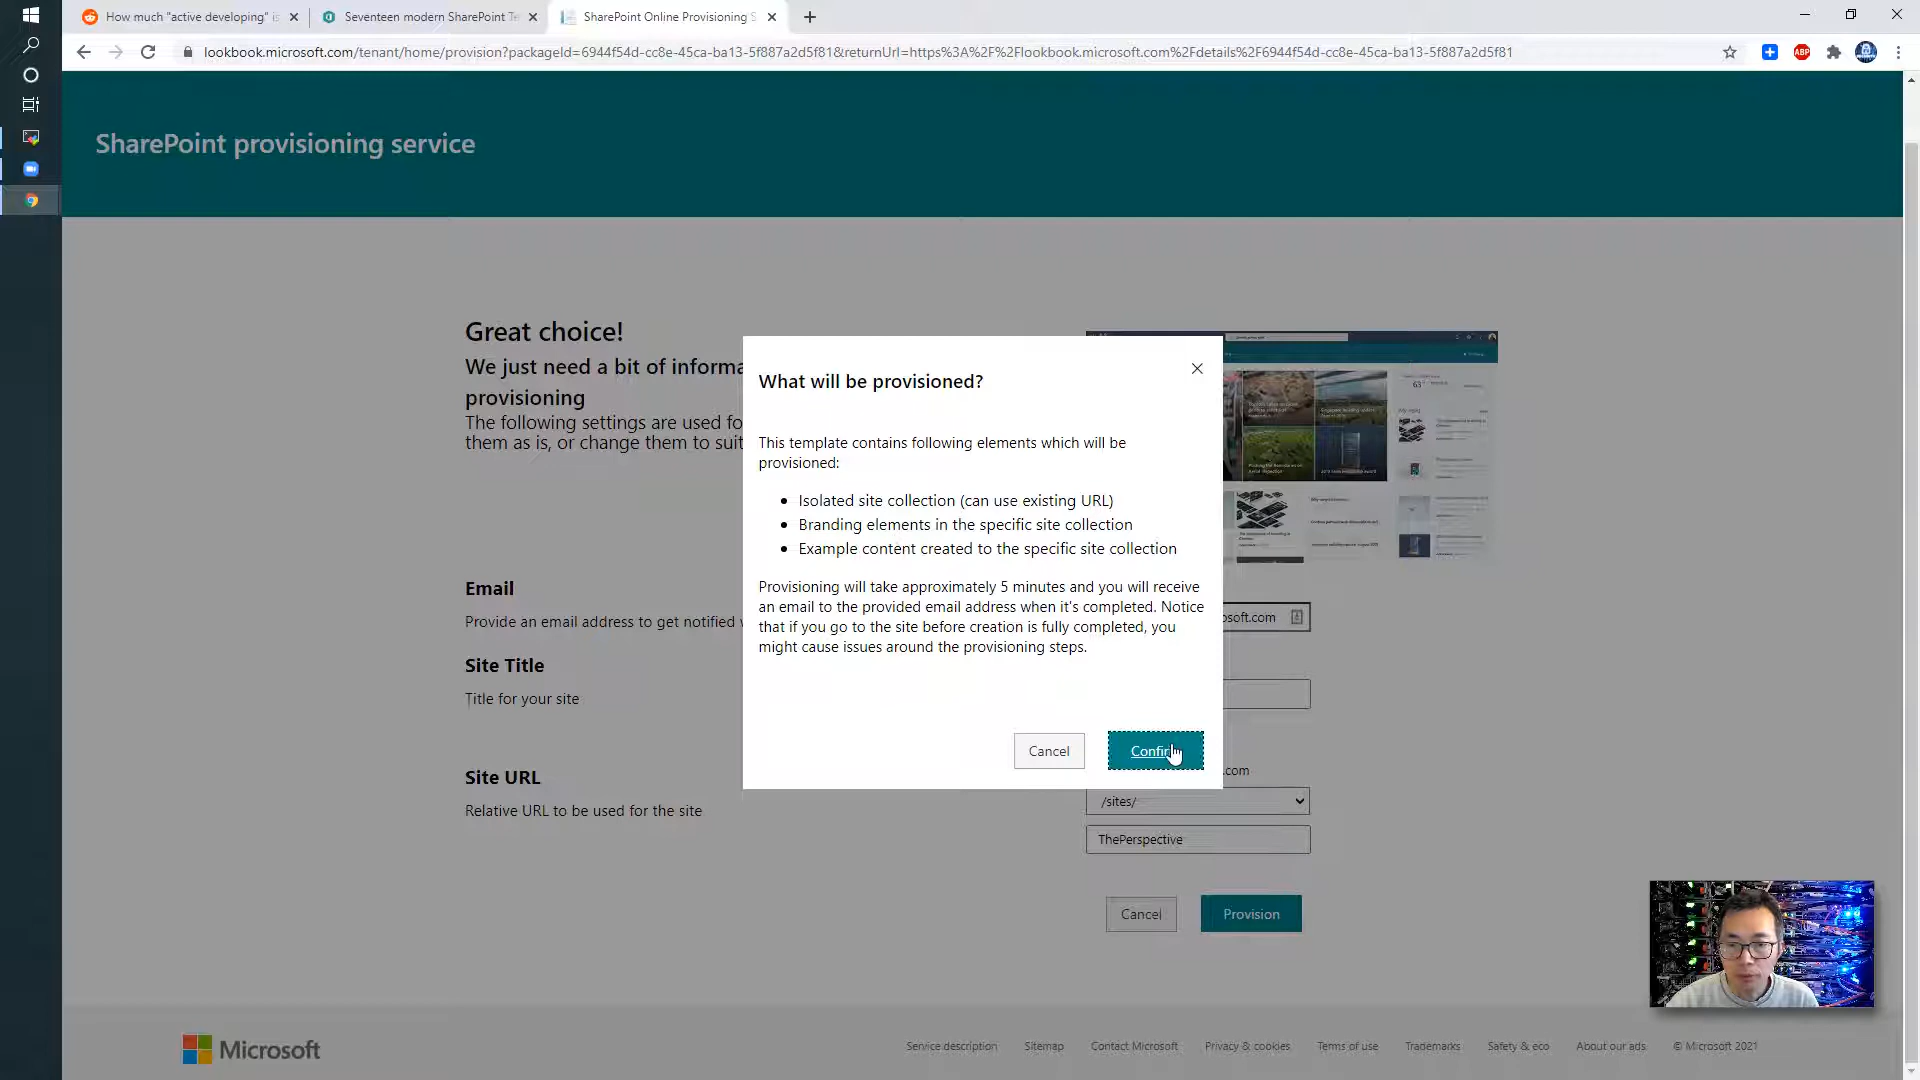 How much "active developing" is
Seventeen modern SharePoint Te
SharePoint Online Provisioning S
lookbook.microsoft.com/tenant/home/provision?packageId=6944f54d-cc8e-45ca-ba13-5f887a2d5f81&returnUrl=https%3A%2F%2Flookbook.microsoft.com%2Fdetails%2F6944f54d-cc8e-45ca-ba13-5f887a2d5f81
ABP
SharePoint provisioning service
Great choice!
We just need a bit of informa
provisioning
The following settings are used fo
them as is, or change them to suit
What will be provisioned?
This template contains following elements which will be
provisioned:
• Isolated site collection (can use existing URL)
• Branding elements in the specific site collection
• Example content created to the specific site collection
Provisioning will take approximately 5 minutes and you will receive
an email to the provided email address when it's completed. Notice
that if you go to the site before creation is fully completed, you
might cause issues around the provisioning steps.
Cancel
Confir
Email
Provide an email address to get notified
osoft.com
Site Title
Title for your site
Site URL
Relative URL to be used for the site
.com
/sites/
ThePerspective
Cancel
Provision
Microsoft
Service description
Sitemap
Contact Microsoft
Privacy & cookies
Terms of use
Trademarks
Safety & eco
About our ads
© Microsoft 2021